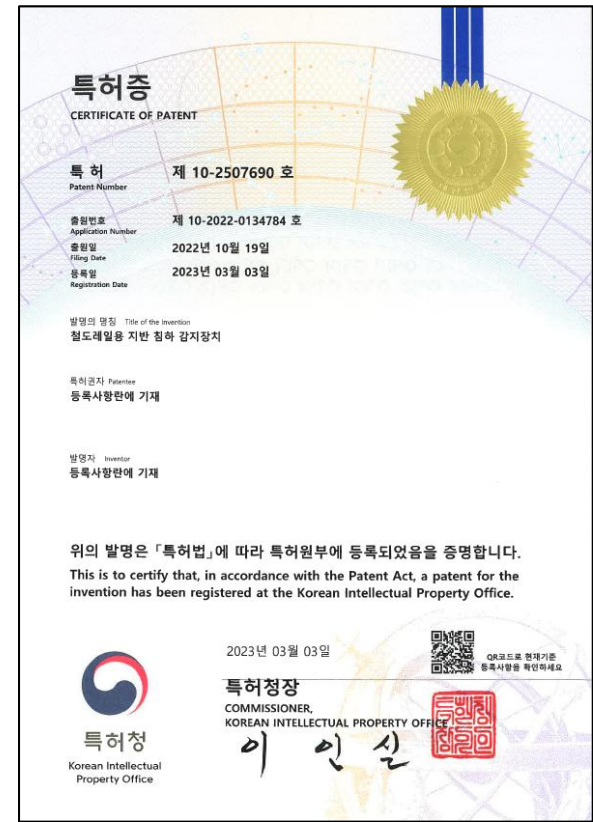 특허증
CERTIFICATE OF PATENT
특 허 제 10-2507690 호
Patent Number
출원번호 제 10-2022-0134784 호
Application Number
출원일 2022년 10월 19일
Filing Date
등록일 2023년 03월 03일
Registration Date
발명의 명칭 Title of the Invention
철도레일용 지반 침하 감지장치
특허권자 Patentee
등록사항란에 기재
발명자 Inventor
등록사항란에 기재
위의 발명은 「특허법」에 따라 특허원부에 등록되었음을 증명합니다.
This is to certify that, in accordance with the Patent Act, a patent for the
invention has been registered at the Korean Intellectual Property Office.
2023년 03월 03일
QR코드로 현재기준
등록사항을 확인하세요
특허청장
COMMISSIONER,
KOREAN INTELLECTUAL PROPERTY OFFICE
이 인 실
특허청
Korean Intellectual
Property Office